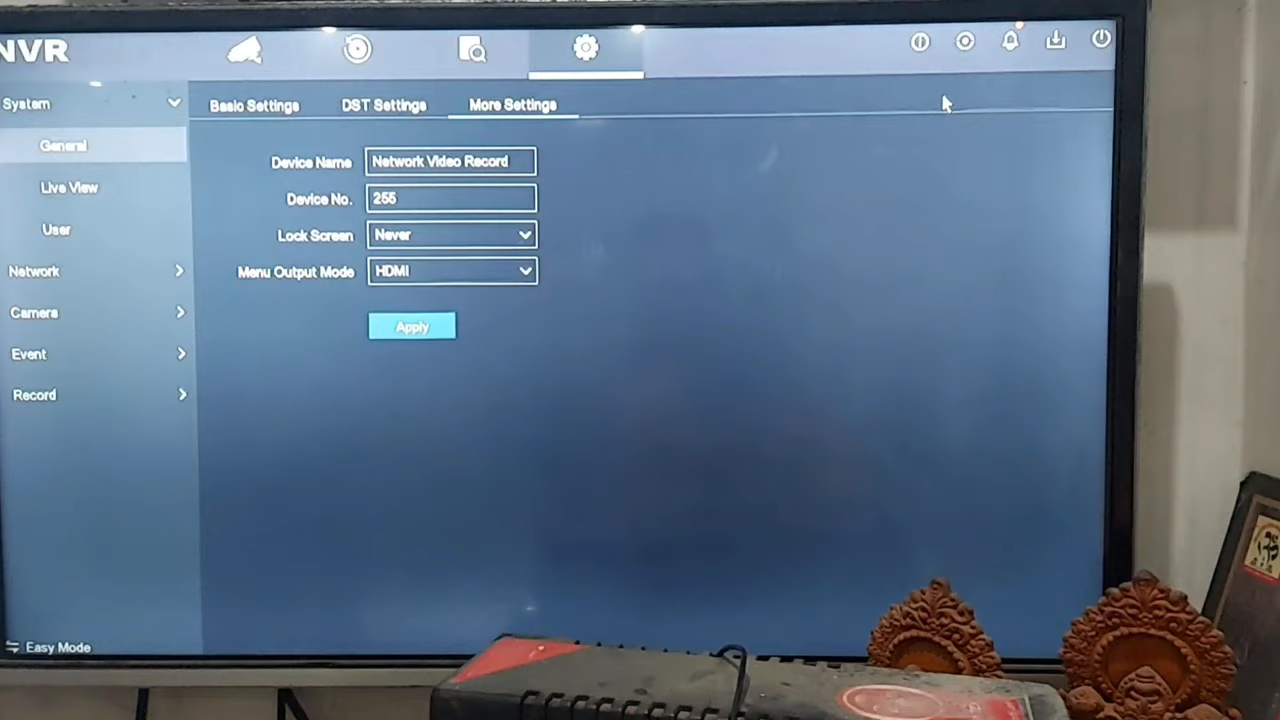 NVR
System
General
Live View
User
Network
Camera
Event
Record
Easy Mode
Basic Settings DST Settings More Settings
Device Name Network Video Record
Device No. 255
Lock Screen Never
Menu Output Mode HDMI
Apply